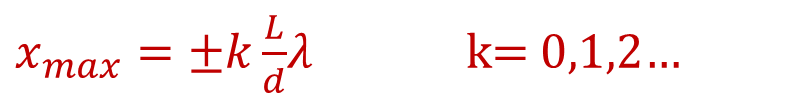 x_max = ±k L/d λ k= 0,1,2…